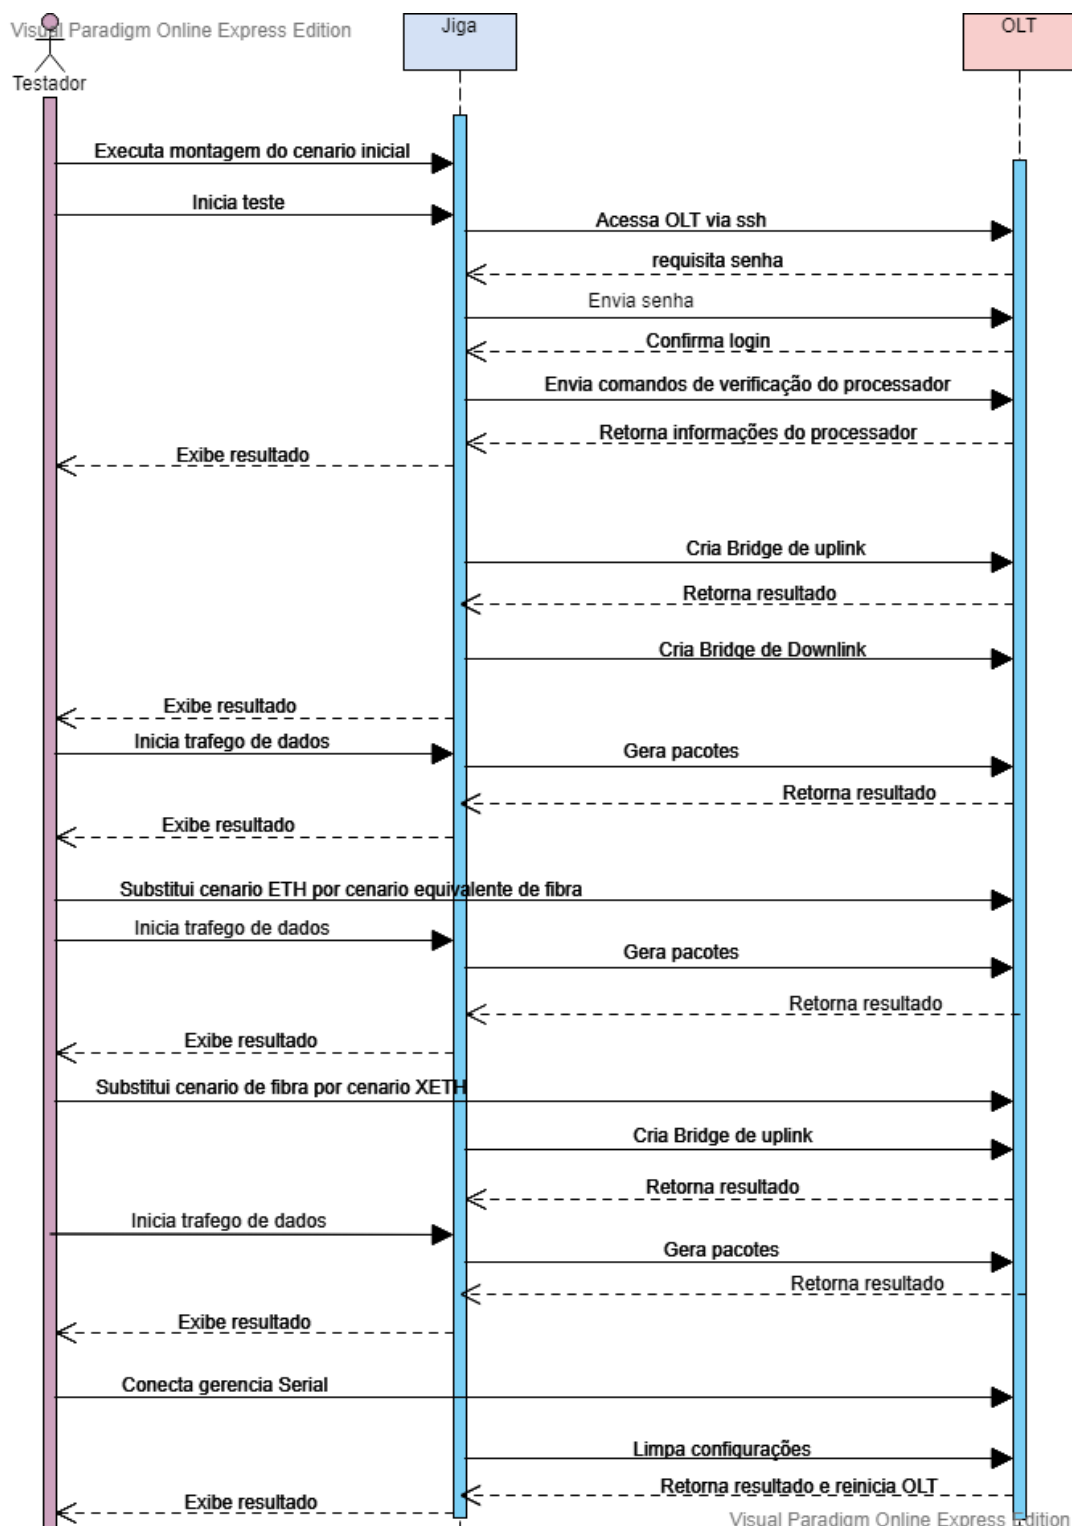 Visual Paradigm Online Express Edition
Jiga
OLT
Testador
Executa montagem do cenario inicial
Inicia teste
Acessa OLT via ssh
requisita senha
Envia senha
Confirma login
Envia comandos de verificação do processador
Retorna informações do processador
Exibe resultado
Cria Bridge de uplink
Retorna resultado
Cria Bridge de Downlink
Exibe resultado
Inicia trafego de dados
Gera pacotes
Retorna resultado
Exibe resultado
Substitui cenario ETH por cenario equivalente de fibra
Inicia trafego de dados
Gera pacotes
Retorna resultado
Exibe resultado
Substitui cenario de fibra por cenario XETH
Cria Bridge de uplink
Retorna resultado
Inicia trafego de dados
Gera pacotes
Retorna resultado
Exibe resultado
Conecta gerencia Serial
Limpa configurações
Retorna resultado e reinicia OLT
Exibe resultado
Visual Paradigm Online Express Edition